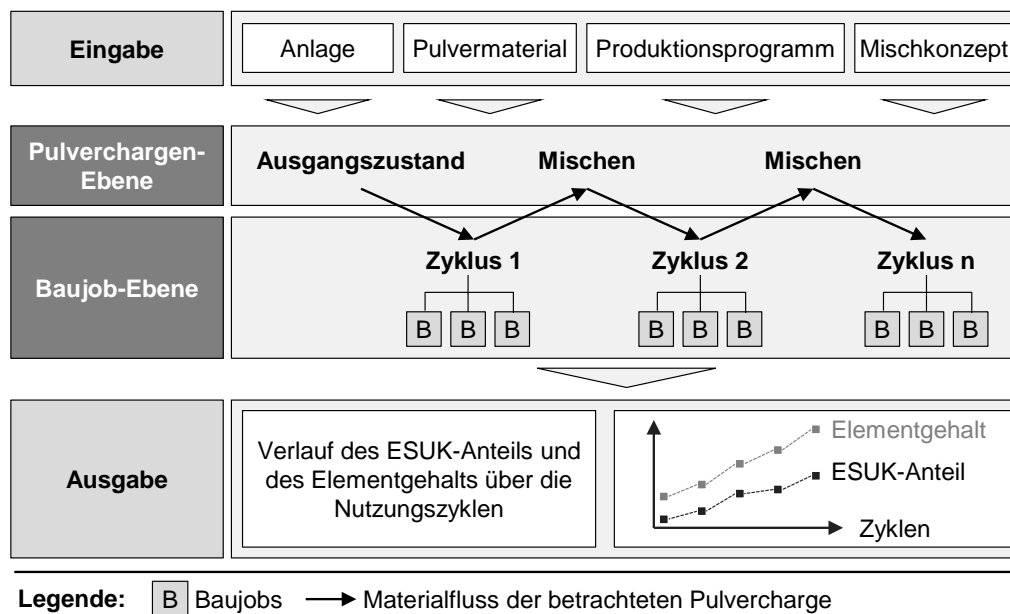 Eingabe
Anlage
Pulvermaterial
Produktionsprogramm
Mischkonzept
Pulverchargen-
Ebene
Ausgangszustand
Mischen
Mischen
Baujob-Ebene
Zyklus 1
Zyklus 2
Zyklus n
B B B
B B B
B B B
Ausgabe
Verlauf des ESUK-Anteils und
des Elementgehalts über die
Nutzungszyklen
Elementgehalt
ESUK-Anteil
Zyklen
Legende: B Baujobs Materialfluss der betrachteten Pulvercharge